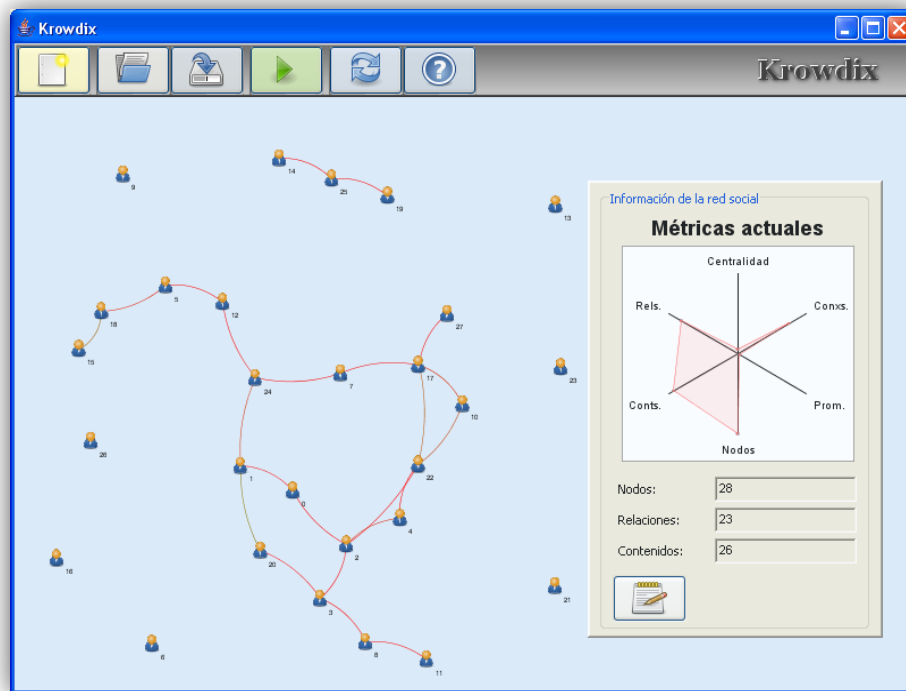 Krowdix
Krowdix
14
9
25
19
13
5
18
12
27
15
17
7
23
24
10
26
1
22
0
4
2
20
16
3
21
6
8
11
Información de la red social
Métricas actuales
Centralidad
Rels.
Conxs.
Conts.
Prom.
Nodos
Nodos:
28
Relaciones:
23
Contenidos:
26